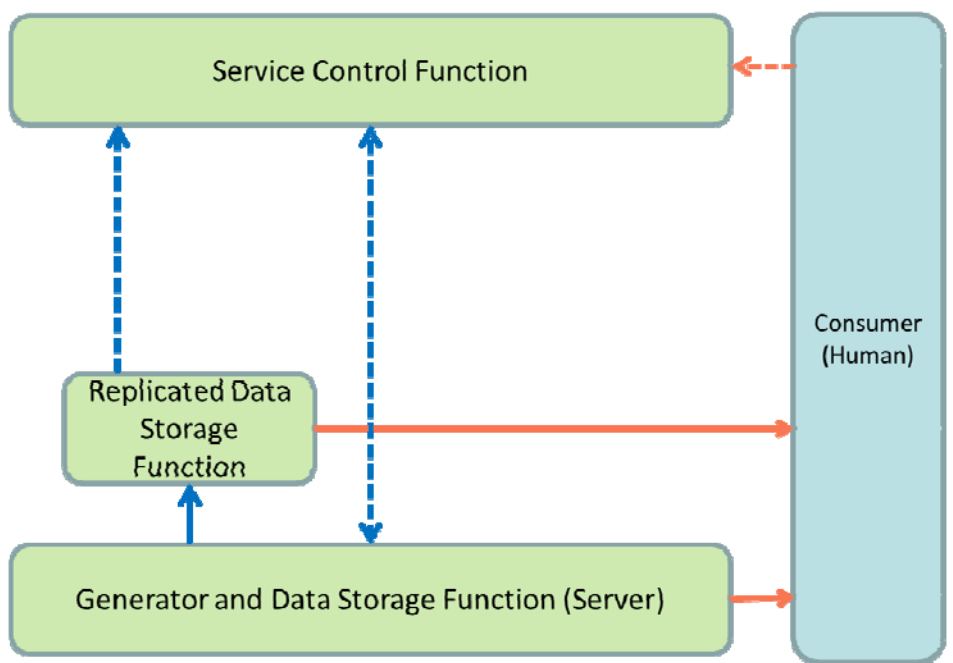 Service Control Function
Consumer
(Human)
Replicated Data
Storage
Function
Generator and Data Storage Function (Server)